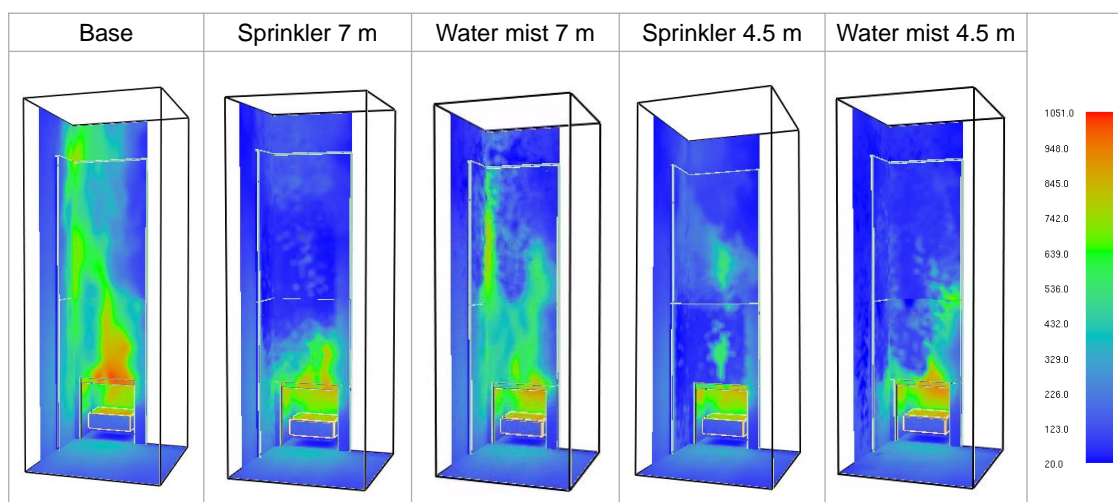 Base
Sprinkler 7 m
Water mist 7 m
Sprinkler 4.5 m
Water mist 4.5 m
1051.0
948.0
845.0
742.0
639.0
536.0
432.0
329.0
226.0
123.0
20.0